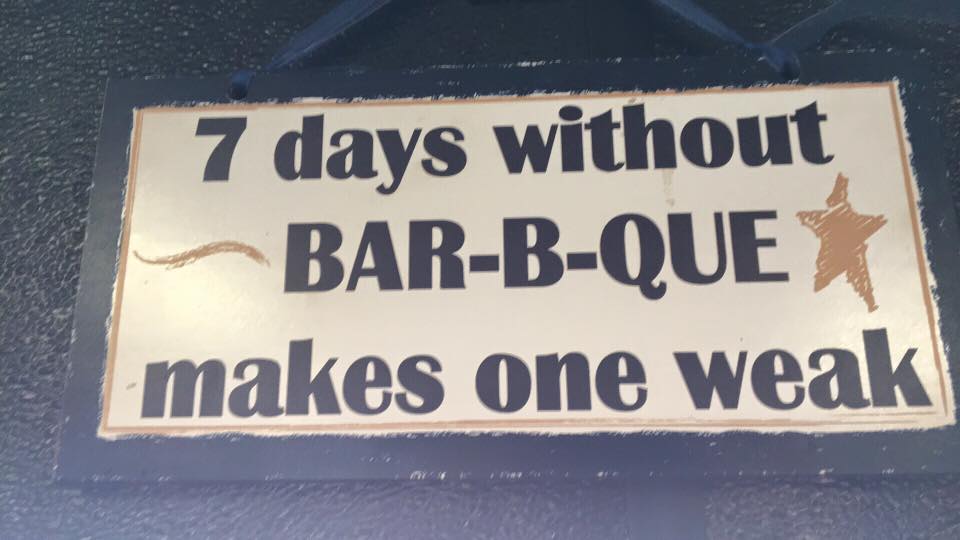 7 days without
BAR-B-QUE
makes one weak